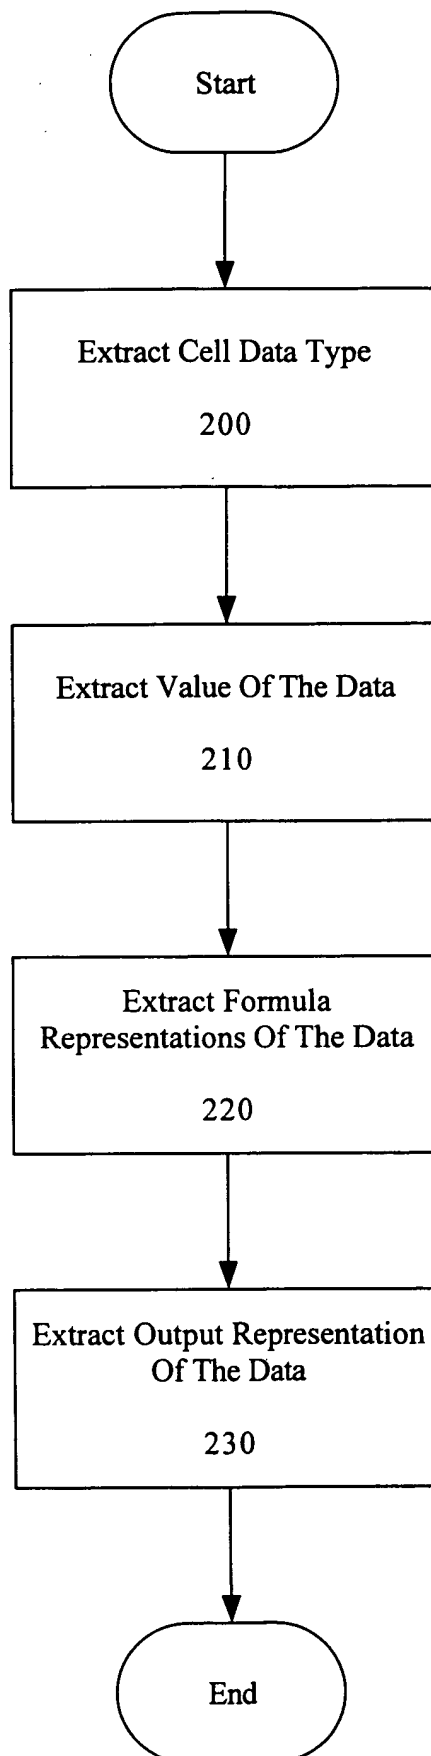 Start
Extract Cell Data Type
200
Extract Value Of The Data
210
Extract Formula
Representations Of The Data
220
Extract Output Representation
Of The Data
230
End